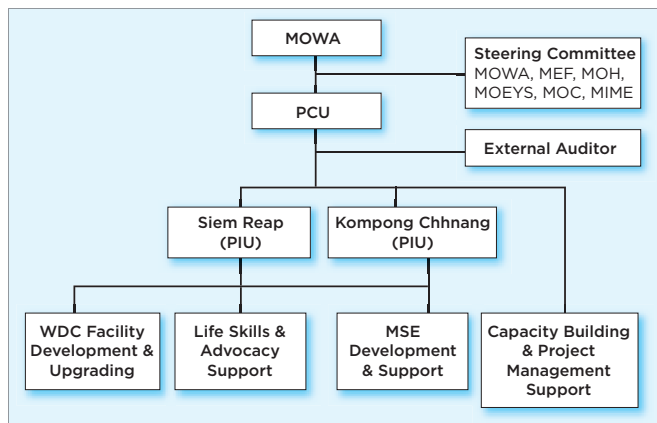 MOWA
Steering Committee
MOWA, MEF, MOH,
MOEYS, MOC, MIME
PCU
External Auditor
Siem Reap
(PIU)
Kompong Chhnang
(PIU)
WDC Facility
Development &
Upgrading
Life Skills &
Advocacy
Support
MSE
Development
& Support
Capacity Building
& Project
Management
Support